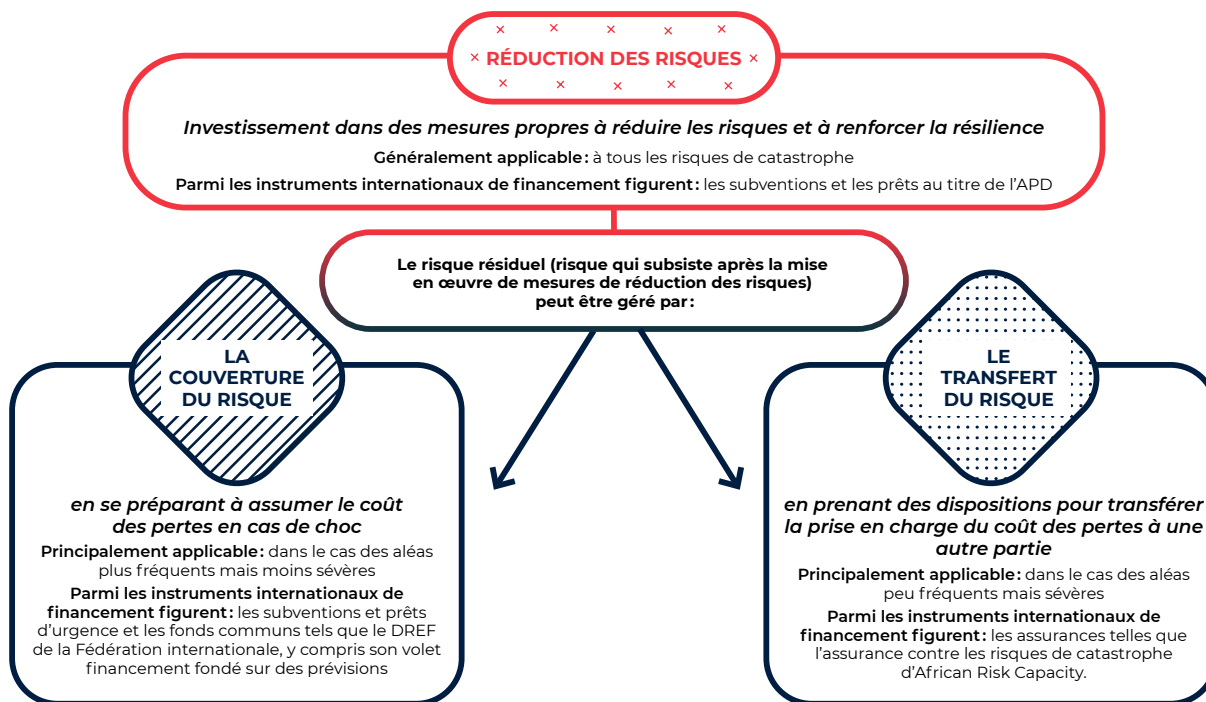 RÉDUCTION DES RISQUES
Investissement dans des mesures propres à réduire les risques et à renforcer la résilience
Généralement applicable : à tous les risques de catastrophe
Parmi les instruments internationaux de financement figurent : les subventions et les prêts au titre de l’APD
Le risque résiduel (risque qui subsiste après la mise
en œuvre de mesures de réduction des risques)
peut être géré par :
LA
COUVERTURE
DU RISQUE
en se préparant à assumer le coût
des pertes en cas de choc
Principalement applicable : dans le cas des aléas
plus fréquents mais moins sévères
Parmi les instruments internationaux de
financement figurent : les subventions et prêts
d’urgence et les fonds communs tels que le DREF
de la Fédération internationale, y compris son volet
financement fondé sur des prévisions
LE
TRANSFERT
DU RISQUE
en prenant des dispositions pour transférer
la prise en charge du coût des pertes à une
autre partie
Principalement applicable : dans le cas des aléas
peu fréquents mais sévères
Parmi les instruments internationaux de
financement figurent : les assurances telles que
l’assurance contre les risques de catastrophe
d’African Risk Capacity.